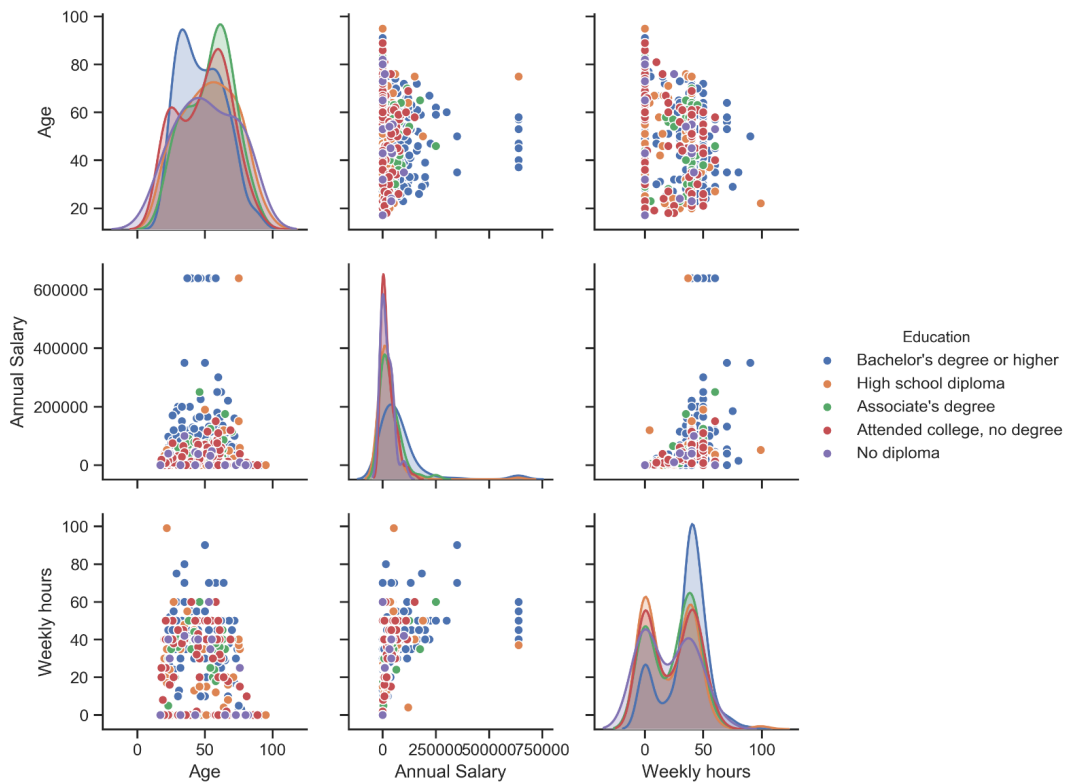 100
80
60
40
20
Age
600000
400000
200000
0
Annual Salary
100
80
60
40
20
0
Weekly hours
0 50 100
Age
0 250000 500000 750000
Annual Salary
0 50 100
Weekly hours
Education
Bachelor's degree or higher
High school diploma
Associate's degree
Attended college, no degree
No diploma